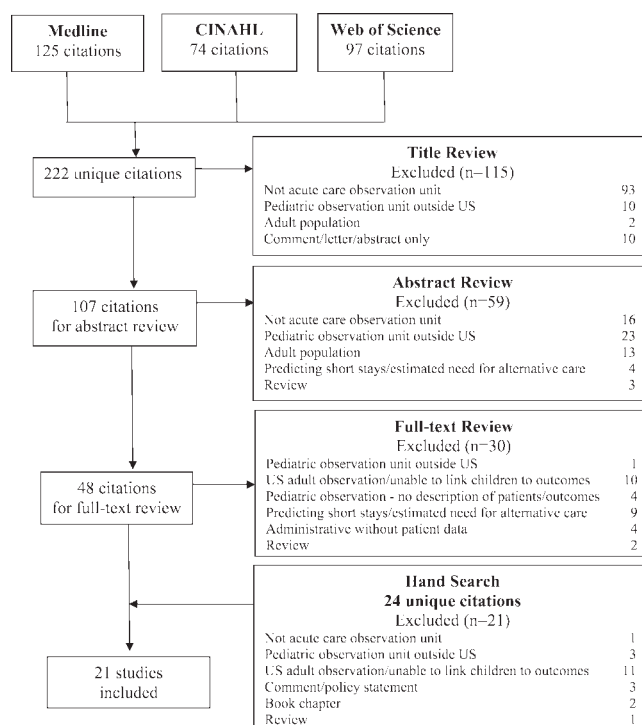 Medline
125 citations
CINAHL
74 citations
Web of Science
97 citations
222 unique citations
Title Review
Excluded (n=115)
Not acute care observation unit 93
Pediatric observation unit outside US 10
Adult population 2
Comment/letter/abstract only 10
107 citations
for abstract review
Abstract Review
Excluded (n=59)
Not acute care observation unit 16
Pediatric observation unit outside US 23
Adult population 13
Predicting short stays/estimated need for alternative care 4
Review 3
48 citations
for full-text review
Full-text Review
Excluded (n=30)
Pediatric observation unit outside US 1
US adult observation/unable to link children to outcomes 10
Pediatric observation - no description of patients/outcomes 4
Predicting short stays/estimated need for alternative care 9
Administrative without patient data 4
Review 2
Hand Search
24 unique citations
Excluded (n=21)
Not acute care observation unit 1
Pediatric observation unit outside US 3
US adult observation/unable to link children to outcomes 11
Comment/policy statement 3
Book chapter 2
Review 1
21 studies
included